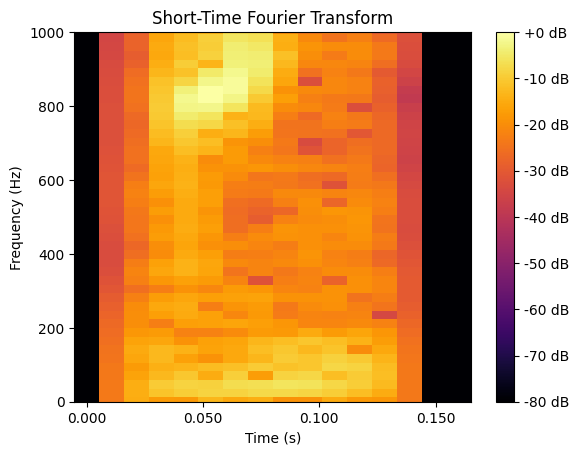 Short-Time Fourier Transform
1000
800
600
400
200
0
Frequency (Hz)
0.000
0.050
0.100
0.150
Time (s)
+0 dB
-10 dB
-20 dB
-30 dB
-40 dB
-50 dB
-60 dB
-70 dB
-80 dB